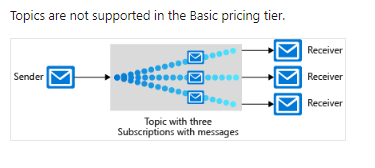 Topics are not supported in the Basic pricing tier.
Receiver
Sender
Receiver
Receiver
Topic with three
Subscriptions with messages